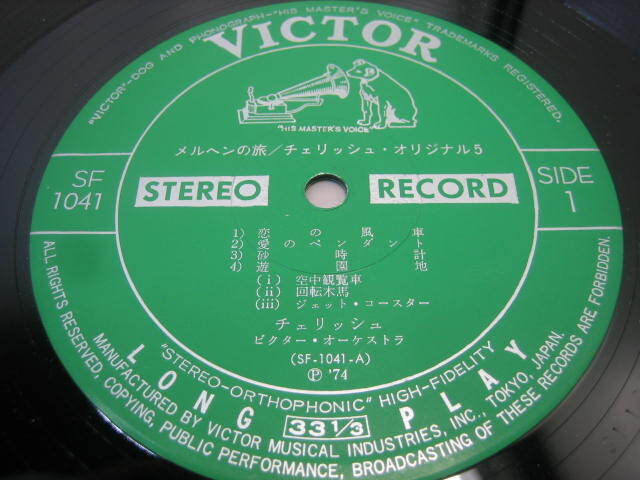 "VICTOR"-DOG AND PHONOGRAPH-"HIS MASTER'S VOICE" TRADEMARKS REGISTERED.
VICTOR
"HIS MASTER'S VOICE"
メルヘンの旅／チェリッシュ・オリジナル5
SF
1041
STEREO RECORD
SIDE
1
1) 恋の風車
2) 愛のペンダント
3) 砂時計
4) 遊園地
(i) 空中観覧車
(ii) 回転木馬
(iii) ジェット・コースター
チェリッシュ
ビクター・オーケストラ
(SF-1041-A)
Ⓟ '74
"STEREO-ORTHOPHONIC" HIGH-FIDELITY
LONG 33 1/3 PLAY
MANUFACTURED BY VICTOR MUSICAL INDUSTRIES, INC., TOKYO, JAPAN.
ALL RIGHTS RESERVED, COPYING, PUBLIC PERFORMANCE, BROADCASTING OF THESE RECORDS ARE FORBIDDEN.